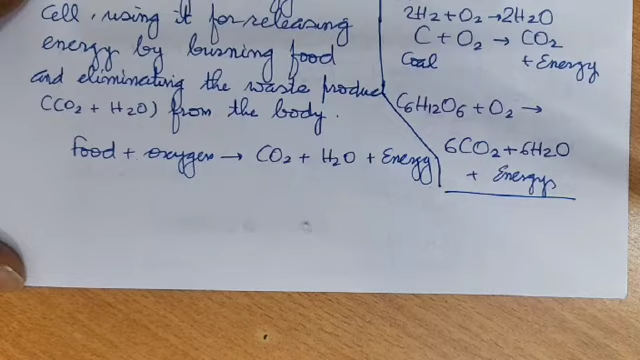 Cell, using it for releasing
energy by burning food
and eliminating the waste product
(CO2 + H2O) from the body.
food + oxygen → CO2 + H2O + Energy
2H2 + O2 → 2H2O
C + O2 → CO2
Coal + Energy
C6H12O6 + O2 →
6CO2 + 6H2O
+ Energy